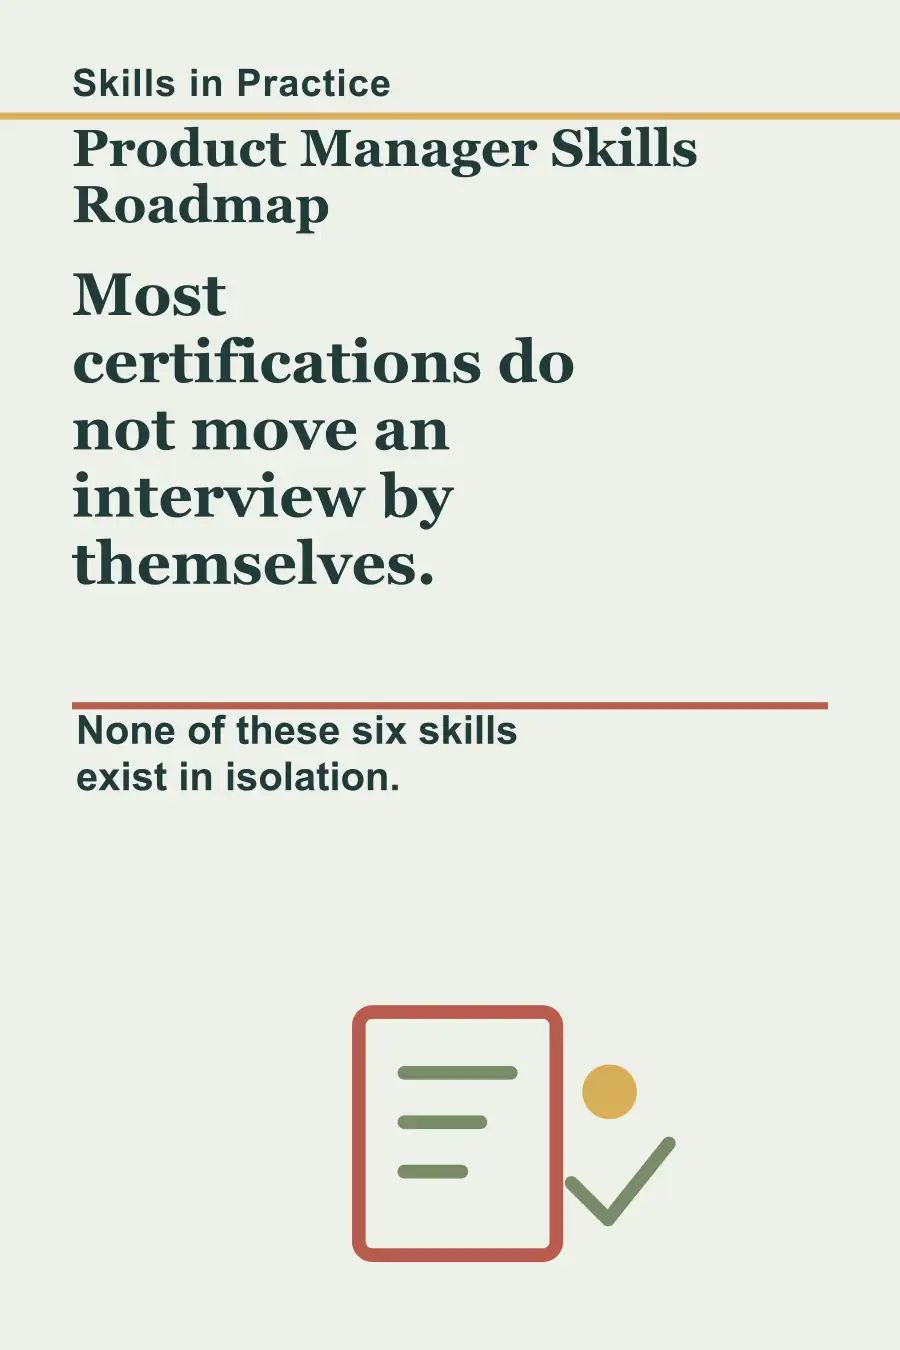 Skills in Practice
Product Manager Skills
Roadmap
Most
certifications do
not move an
interview by
themselves.
None of these six skills
exist in isolation.